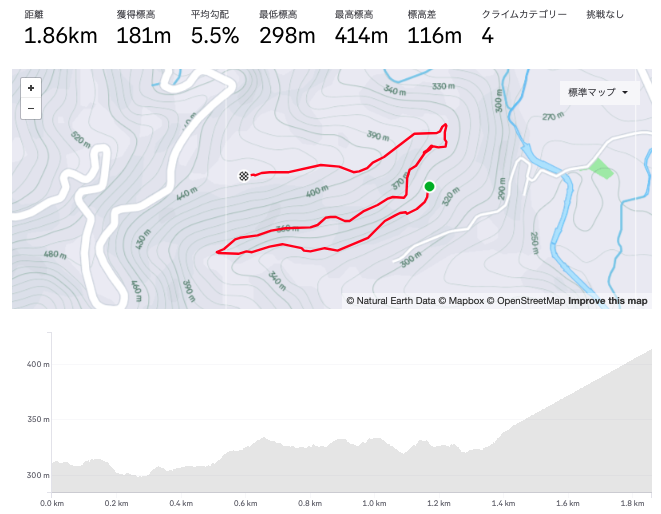 距離 獲得標高 平均勾配 最低標高 最高標高 標高差 クライムカテゴリー 挑戦なし
1.86km 181m 5.5% 298m 414m 116m 4
+
−
標準マップ
340 m
330 m
300 m
270 m
520 m
390 m
440 m
400 m
370 m
320 m
290 m
430 m
480 m
300 m
250 m
340 m
460 m
390 m
© Natural Earth Data © Mapbox © OpenStreetMap Improve this map
400 m
350 m
300 m
0.0 km 0.2 km 0.4 km 0.6 km 0.8 km 1.0 km 1.2 km 1.4 km 1.6 km 1.8 km